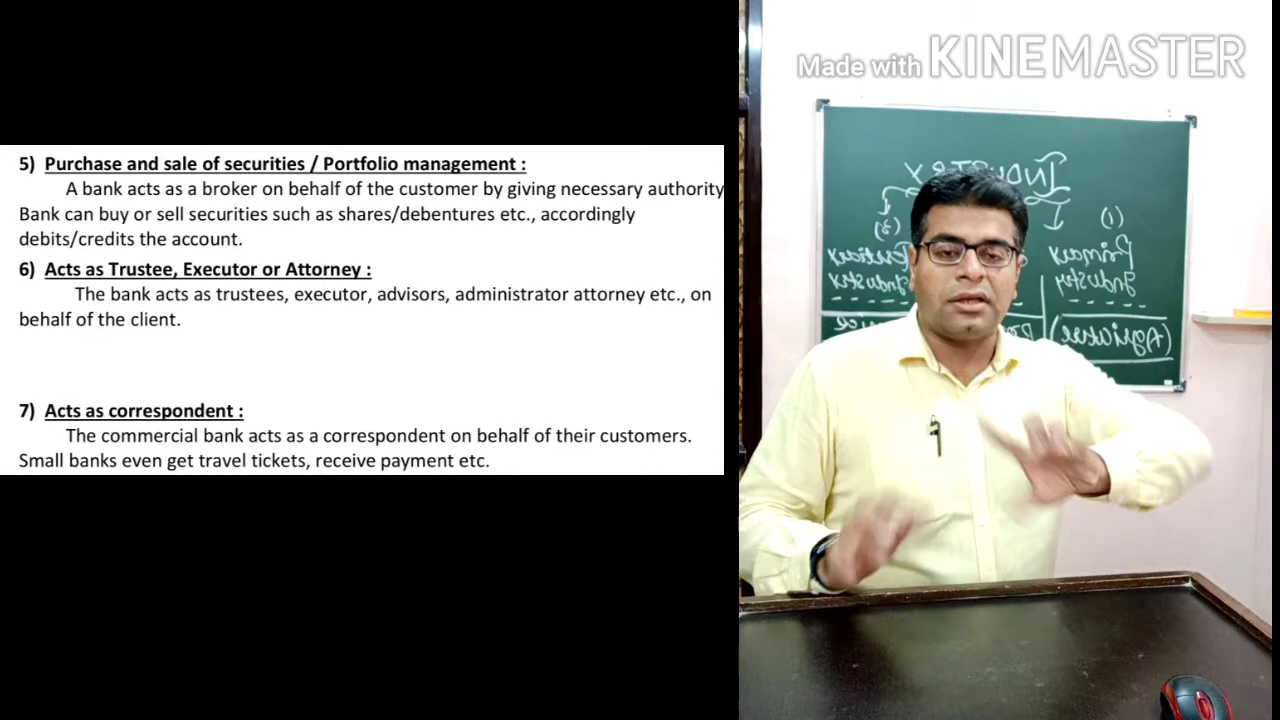 Made with KINEMASTER
5) Purchase and sale of securities / Portfolio management :
A bank acts as a broker on behalf of the customer by giving necessary authority
Bank can buy or sell securities such as shares/debentures etc., accordingly
debits/credits the account.
6) Acts as Trustee, Executor or Attorney :
The bank acts as trustees, executor, advisors, administrator attorney etc., on
behalf of the client.
7) Acts as correspondent :
The commercial bank acts as a correspondent on behalf of their customers.
Small banks even get travel tickets, receive payment etc.
(1)
(3)
Primary
Industry
Industry
(Agriculture)